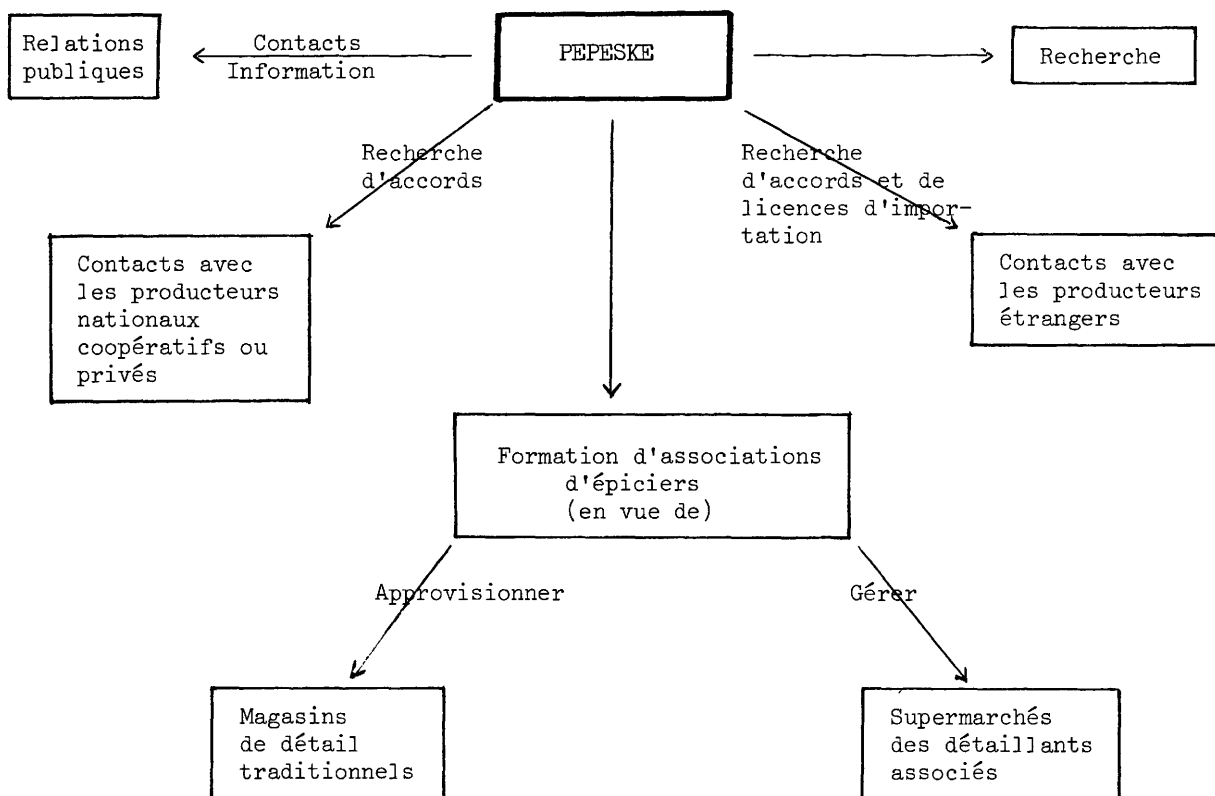 Relations
publiques
Contacts
Information
PEPESKE
Recherche
Recherche
d'accords
Recherche
d'accords et de
licences d'impor-
tation
Contacts avec
les producteurs
nationaux
coopératifs ou
privés
Contacts avec
les producteurs
étrangers
Formation d'associations
d'épiciers
(en vue de)
Approvisionner
Gérer
Magasins
de détail
traditionnels
Supermarchés
des détaillants
associés